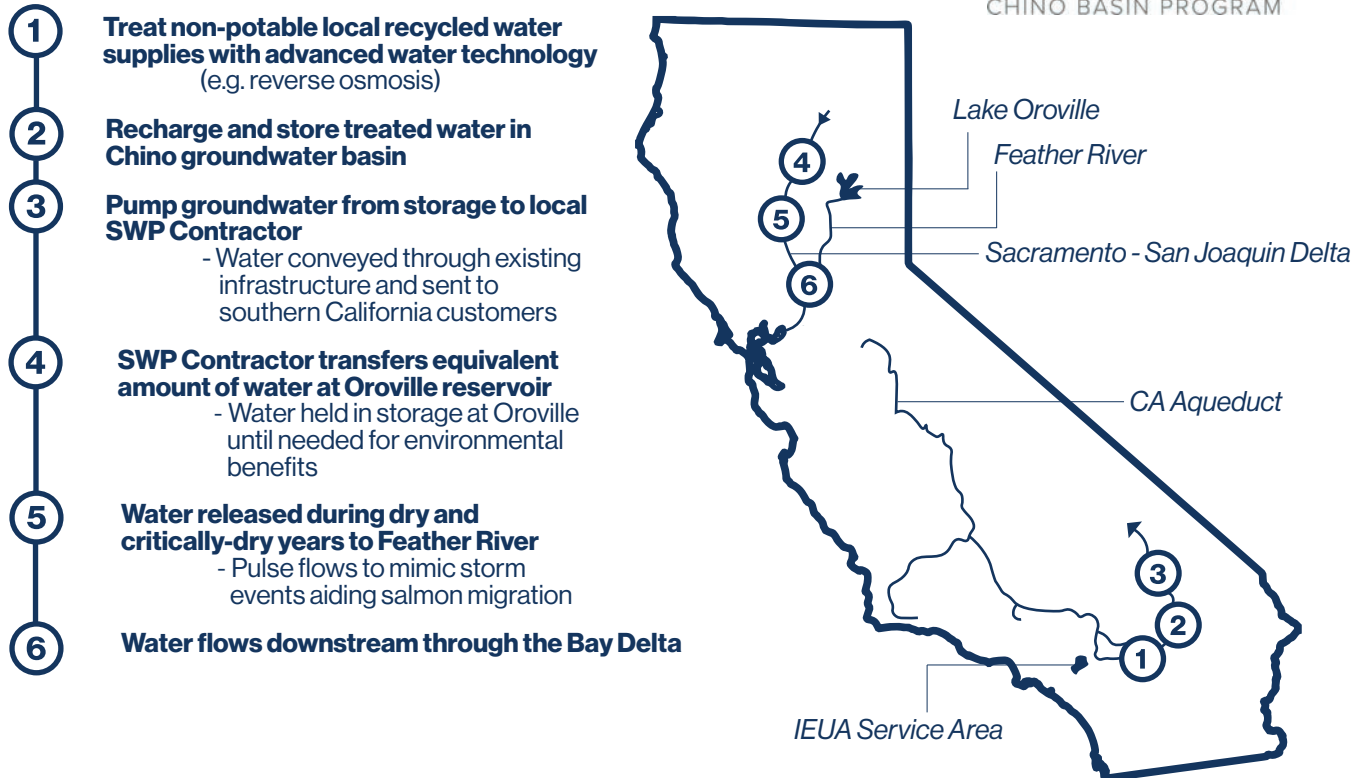 CHINO BASIN PROGRAM
1
Treat non-potable local recycled water
supplies with advanced water technology
(e.g. reverse osmosis)
2
Recharge and store treated water in
Chino groundwater basin
3
Pump groundwater from storage to local
SWP Contractor
- Water conveyed through existing
infrastructure and sent to
southern California customers
4
SWP Contractor transfers equivalent
amount of water at Oroville reservoir
- Water held in storage at Oroville
until needed for environmental
benefits
5
Water released during dry and
critically-dry years to Feather River
- Pulse flows to mimic storm
events aiding salmon migration
6
Water flows downstream through the Bay Delta
Lake Oroville
Feather River
Sacramento - San Joaquin Delta
CA Aqueduct
IEUA Service Area
4
5
6
3
2
1